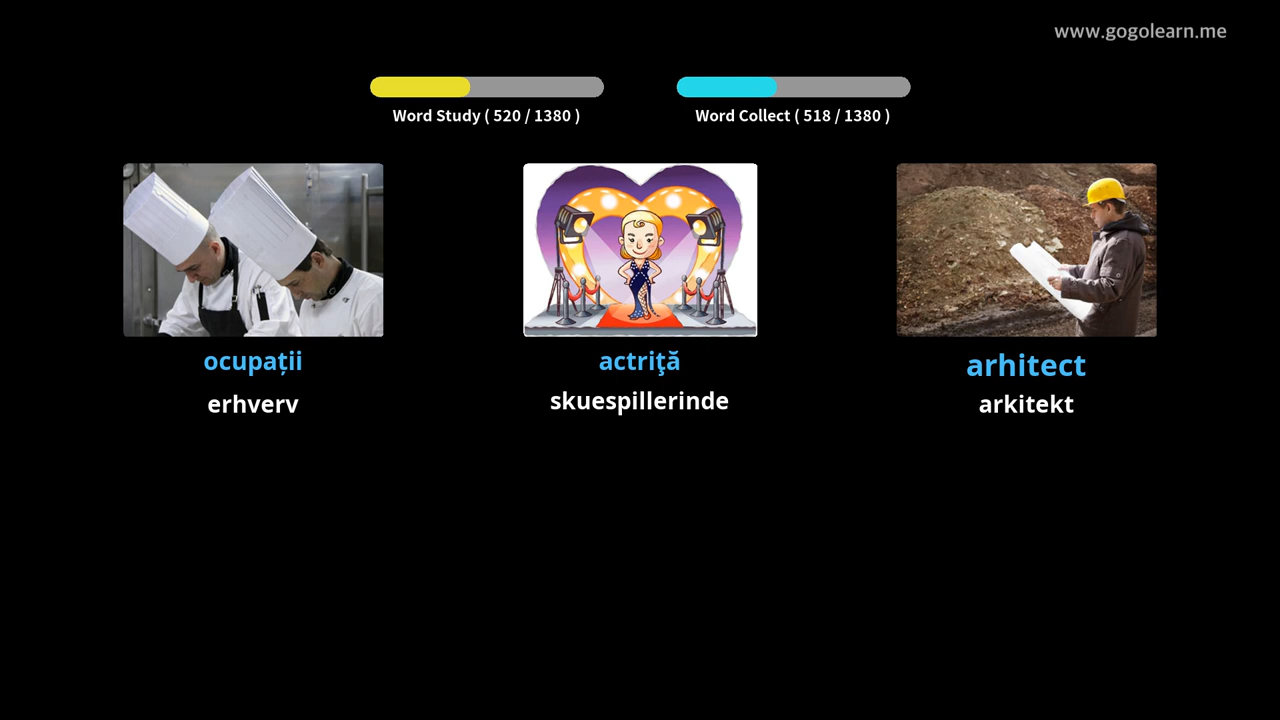 www.gogolearn.me
Word Study ( 520 / 1380 )
Word Collect ( 518 / 1380 )
ocupații
actriţă
arhitect
erhverv
skuespillerinde
arkitekt